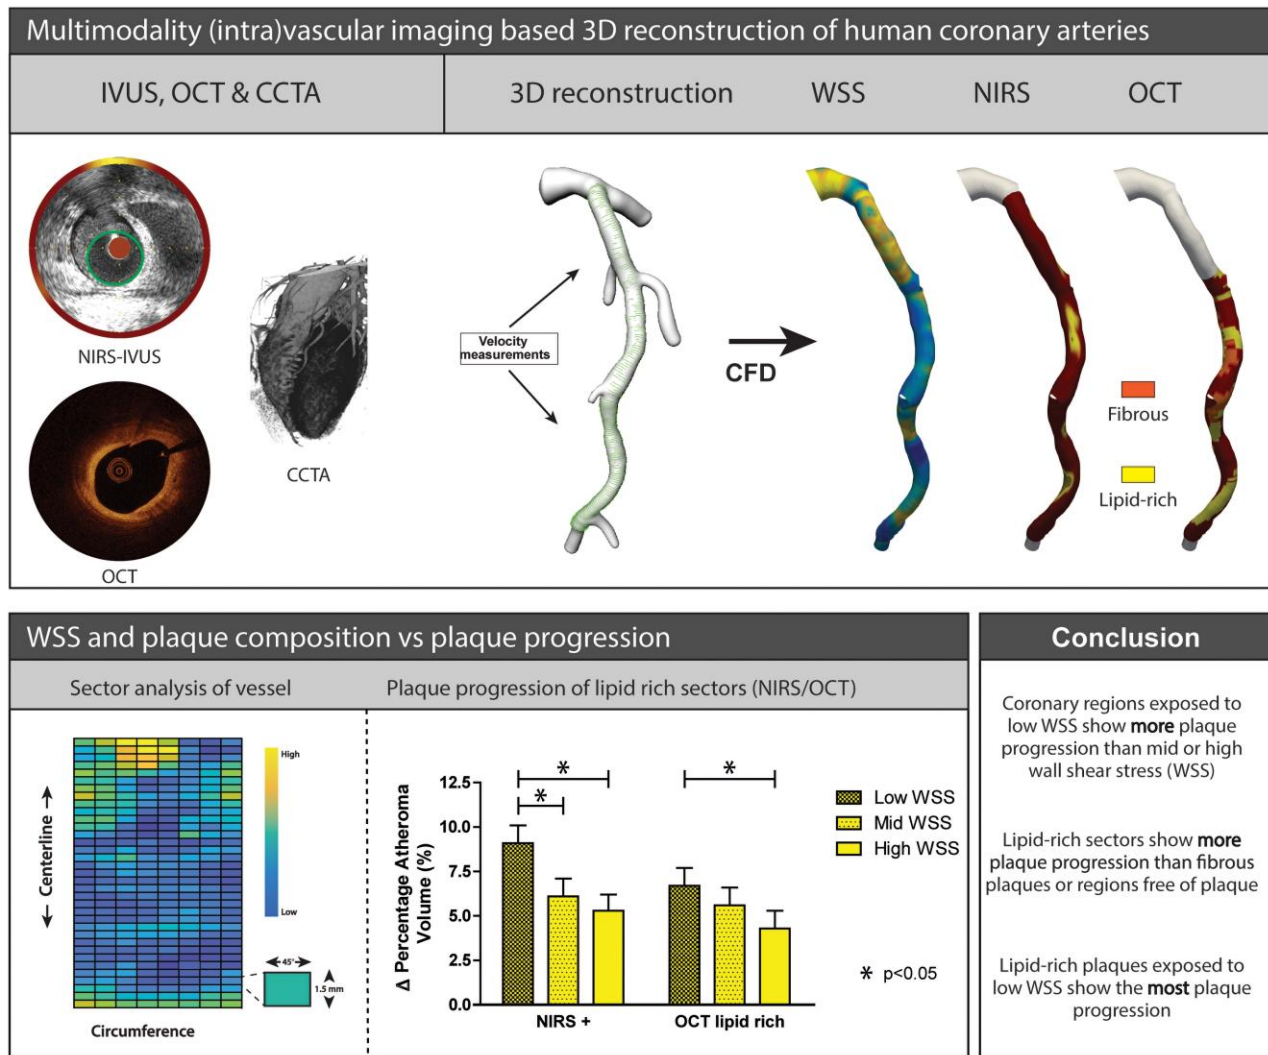 Multimodality (intra)vascular imaging based 3D reconstruction of human coronary arteries
IVUS, OCT & CCTA
3D reconstruction
WSS
NIRS
OCT
NIRS-IVUS
OCT
CCTA
Velocity
measurements
CFD
Fibrous
Lipid-rich
WSS and plaque composition vs plaque progression
Sector analysis of vessel
Plaque progression of lipid rich sectors (NIRS/OCT)
Centerline
High
Low
45°
1.5 mm
Circumference
Δ Percentage Atheroma
Volume (%)
12.5
10.0
7.5
5.0
2.5
0.0
*
*
*
NIRS +
OCT lipid rich
Low WSS
Mid WSS
High WSS
* p<0.05
Conclusion
Coronary regions exposed to
low WSS show more plaque
progression than mid or high
wall shear stress (WSS)
Lipid-rich sectors show more
plaque progression than fibrous
plaques or regions free of plaque
Lipid-rich plaques exposed to
low WSS show the most plaque
progression